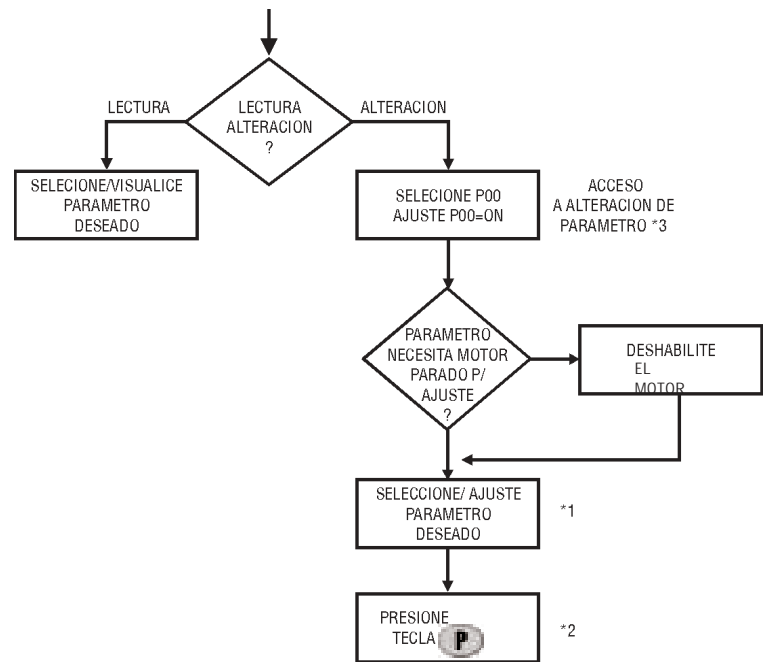 LECTURA
LECTURA
ALTERACION
?
ALTERACION
SELECIONE/VISUALICE
PARAMETRO
DESEADO
SELECIONE P00
AJUSTE P00=ON
ACCESO
A ALTERACION DE
PARAMETRO *3
PARAMETRO
NECESITA MOTOR
PARADO P/
AJUSTE
?
DESHABILITE
EL
MOTOR
SELECCIONE/ AJUSTE
PARAMETRO
DESEADO
*1
PRESIONE
TECLA P
*2